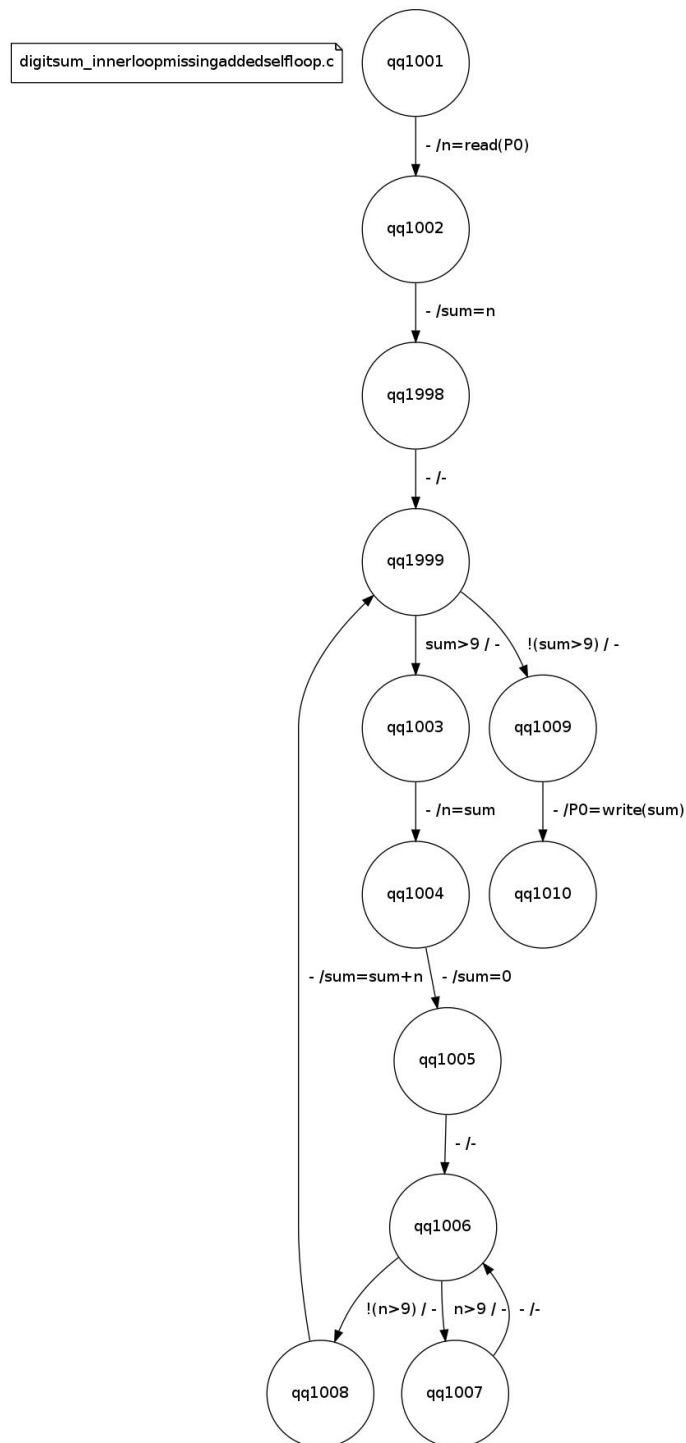 digitsum_innerloopmissingaddedselfloop.c
qq1001
- /n=read(P0)
qq1002
- /sum=n
qq1998
- /-
qq1999
sum>9 / -
!(sum>9) / -
qq1003
qq1009
- /n=sum
- /P0=write(sum)
qq1004
qq1010
- /sum=sum+n
- /sum=0
qq1005
- /-
qq1006
!(n>9) / -
n>9 / -
- /-
qq1008
qq1007